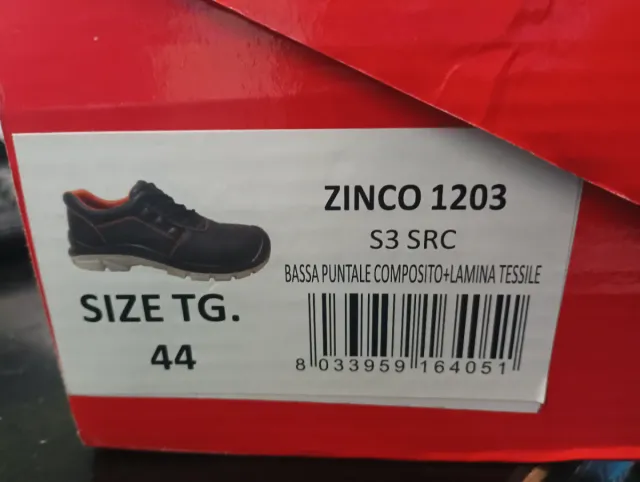 ZINCO 1203
S3 SRC
BASSA PUNTALE COMPOSITO+LAMINA TESSILE
SIZE TG.
44
8 033959 164051